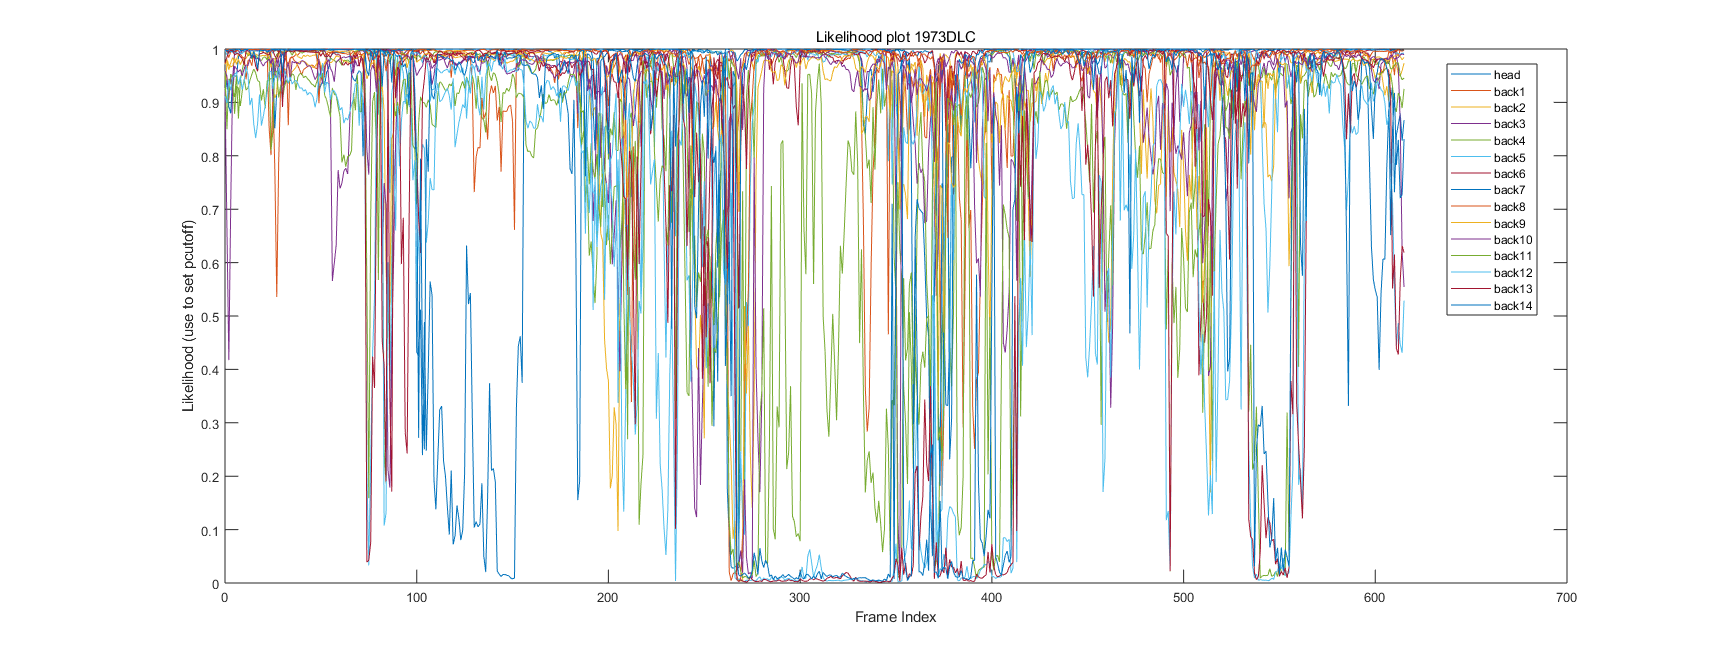 Likelihood plot 1973DLC
Likelihood (use to set pcutoff)
1
0.9
0.8
0.7
0.6
0.5
0.4
0.3
0.2
0.1
0
0 100 200 300 400 500 600 700
Frame Index
head
back1
back2
back3
back4
back5
back6
back7
back8
back9
back10
back11
back12
back13
back14